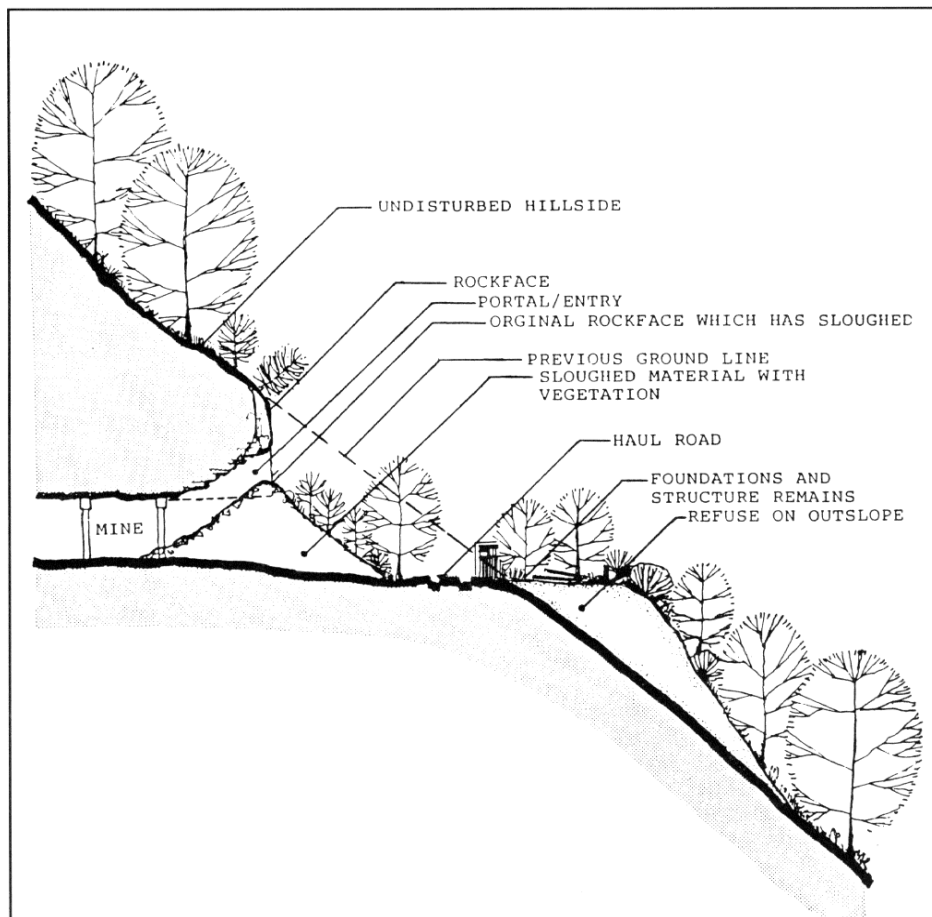 UNDISTURBED HILLSIDE
ROCKFACE
PORTAL/ENTRY
ORGINAL ROCKFACE WHICH HAS SLOUGHED
PREVIOUS GROUND LINE
SLOUGHED MATERIAL WITH
VEGETATION
HAUL ROAD
FOUNDATIONS AND
STRUCTURE REMAINS
REFUSE ON OUTSLOPE
MINE